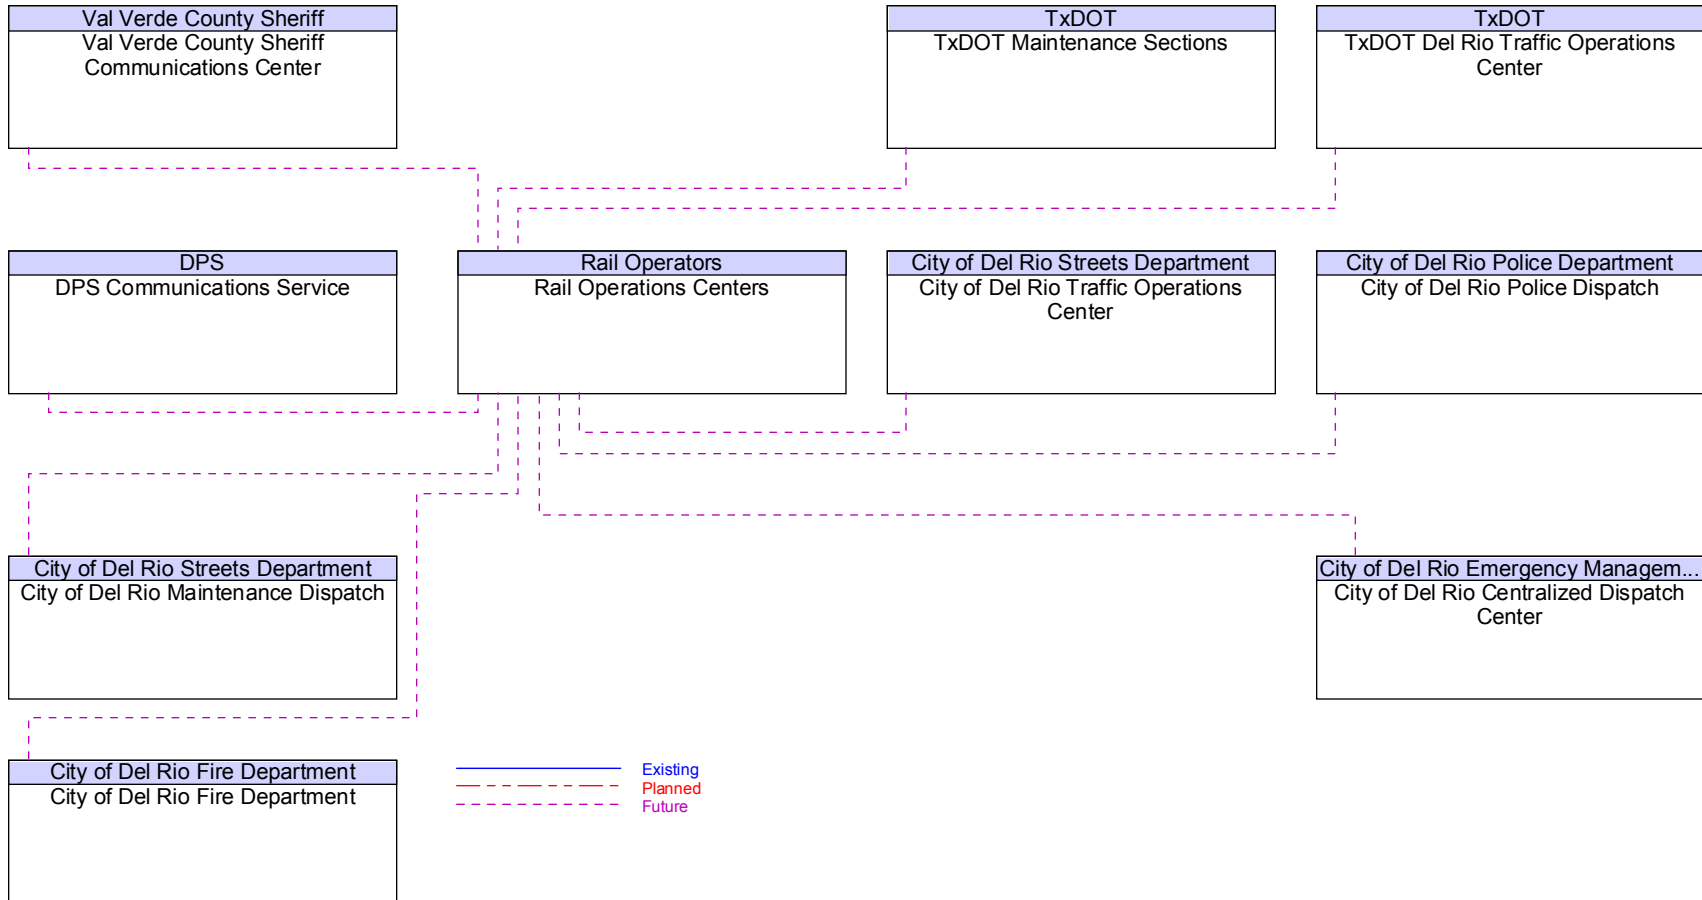 Val Verde County Sheriff
Val Verde County Sheriff
Communications Center
TxDOT
TxDOT Maintenance Sections
TxDOT
TxDOT Del Rio Traffic Operations
Center
DPS
DPS Communications Service
Rail Operators
Rail Operations Centers
City of Del Rio Streets Department
City of Del Rio Traffic Operations
Center
City of Del Rio Police Department
City of Del Rio Police Dispatch
City of Del Rio Streets Department
City of Del Rio Maintenance Dispatch
City of Del Rio Emergency Managem...
City of Del Rio Centralized Dispatch
Center
City of Del Rio Fire Department
City of Del Rio Fire Department
Existing
Planned
Future